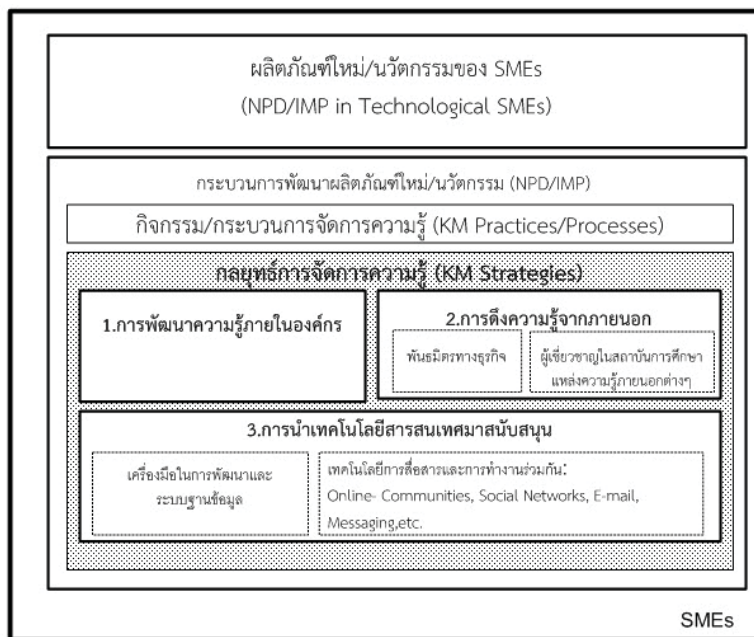 ผลิตภัณฑ์ใหม่/นวัตกรรมของ SMEs
(NPD/IMP in Technological SMEs)
กระบวนการพัฒนาผลิตภัณฑ์ใหม่/นวัตกรรม (NPD/IMP)
กิจกรรม/กระบวนการจัดการความรู้ (KM Practices/Processes)
กลยุทธ์การจัดการความรู้ (KM Strategies)
1.การพัฒนาความรู้ภายในองค์กร
2.การดึงความรู้จากภายนอก
พันธมิตรทางธุรกิจ
ผู้เชี่ยวชาญในสถาบันการศึกษา
แหล่งความรู้ภายนอกต่างๆ
3.การนำเทคโนโลยีสารสนเทศมาสนับสนุน
เครื่องมือในการพัฒนาและ
ระบบฐานข้อมูล
เทคโนโลยีการสื่อสารและการทำงานร่วมกัน:
Online- Communities, Social Networks, E-mail,
Messaging,etc.
SMEs